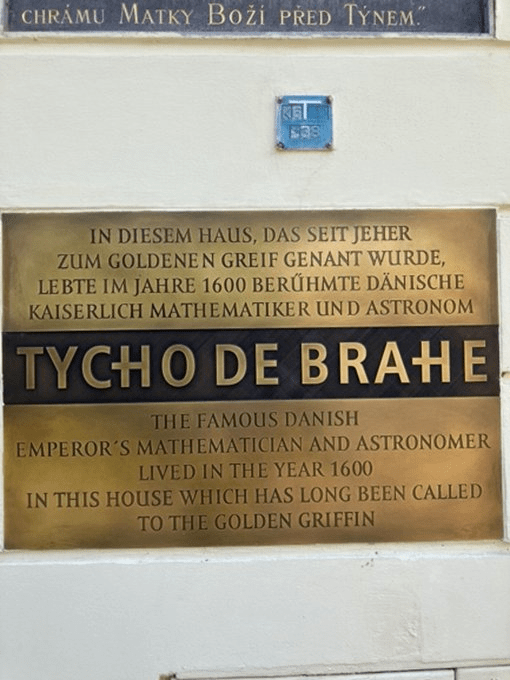 CHRÁMU MATKY BOŽÍ PŘED TÝNEM."
IN DIESEM HAUS, DAS SEIT JEHER
ZUM GOLDENEN GREIF GENANT WURDE,
LEBTE IM JAHRE 1600 BERŰHMTE DÄNISCHE
KAISERLICH MATHEMATIKER UND ASTRONOM
TYCHO DE BRAHE
THE FAMOUS DANISH
EMPEROR´S MATHEMATICIAN AND ASTRONOMER
LIVED IN THE YEAR 1600
IN THIS HOUSE WHICH HAS LONG BEEN CALLED
TO THE GOLDEN GRIFFIN